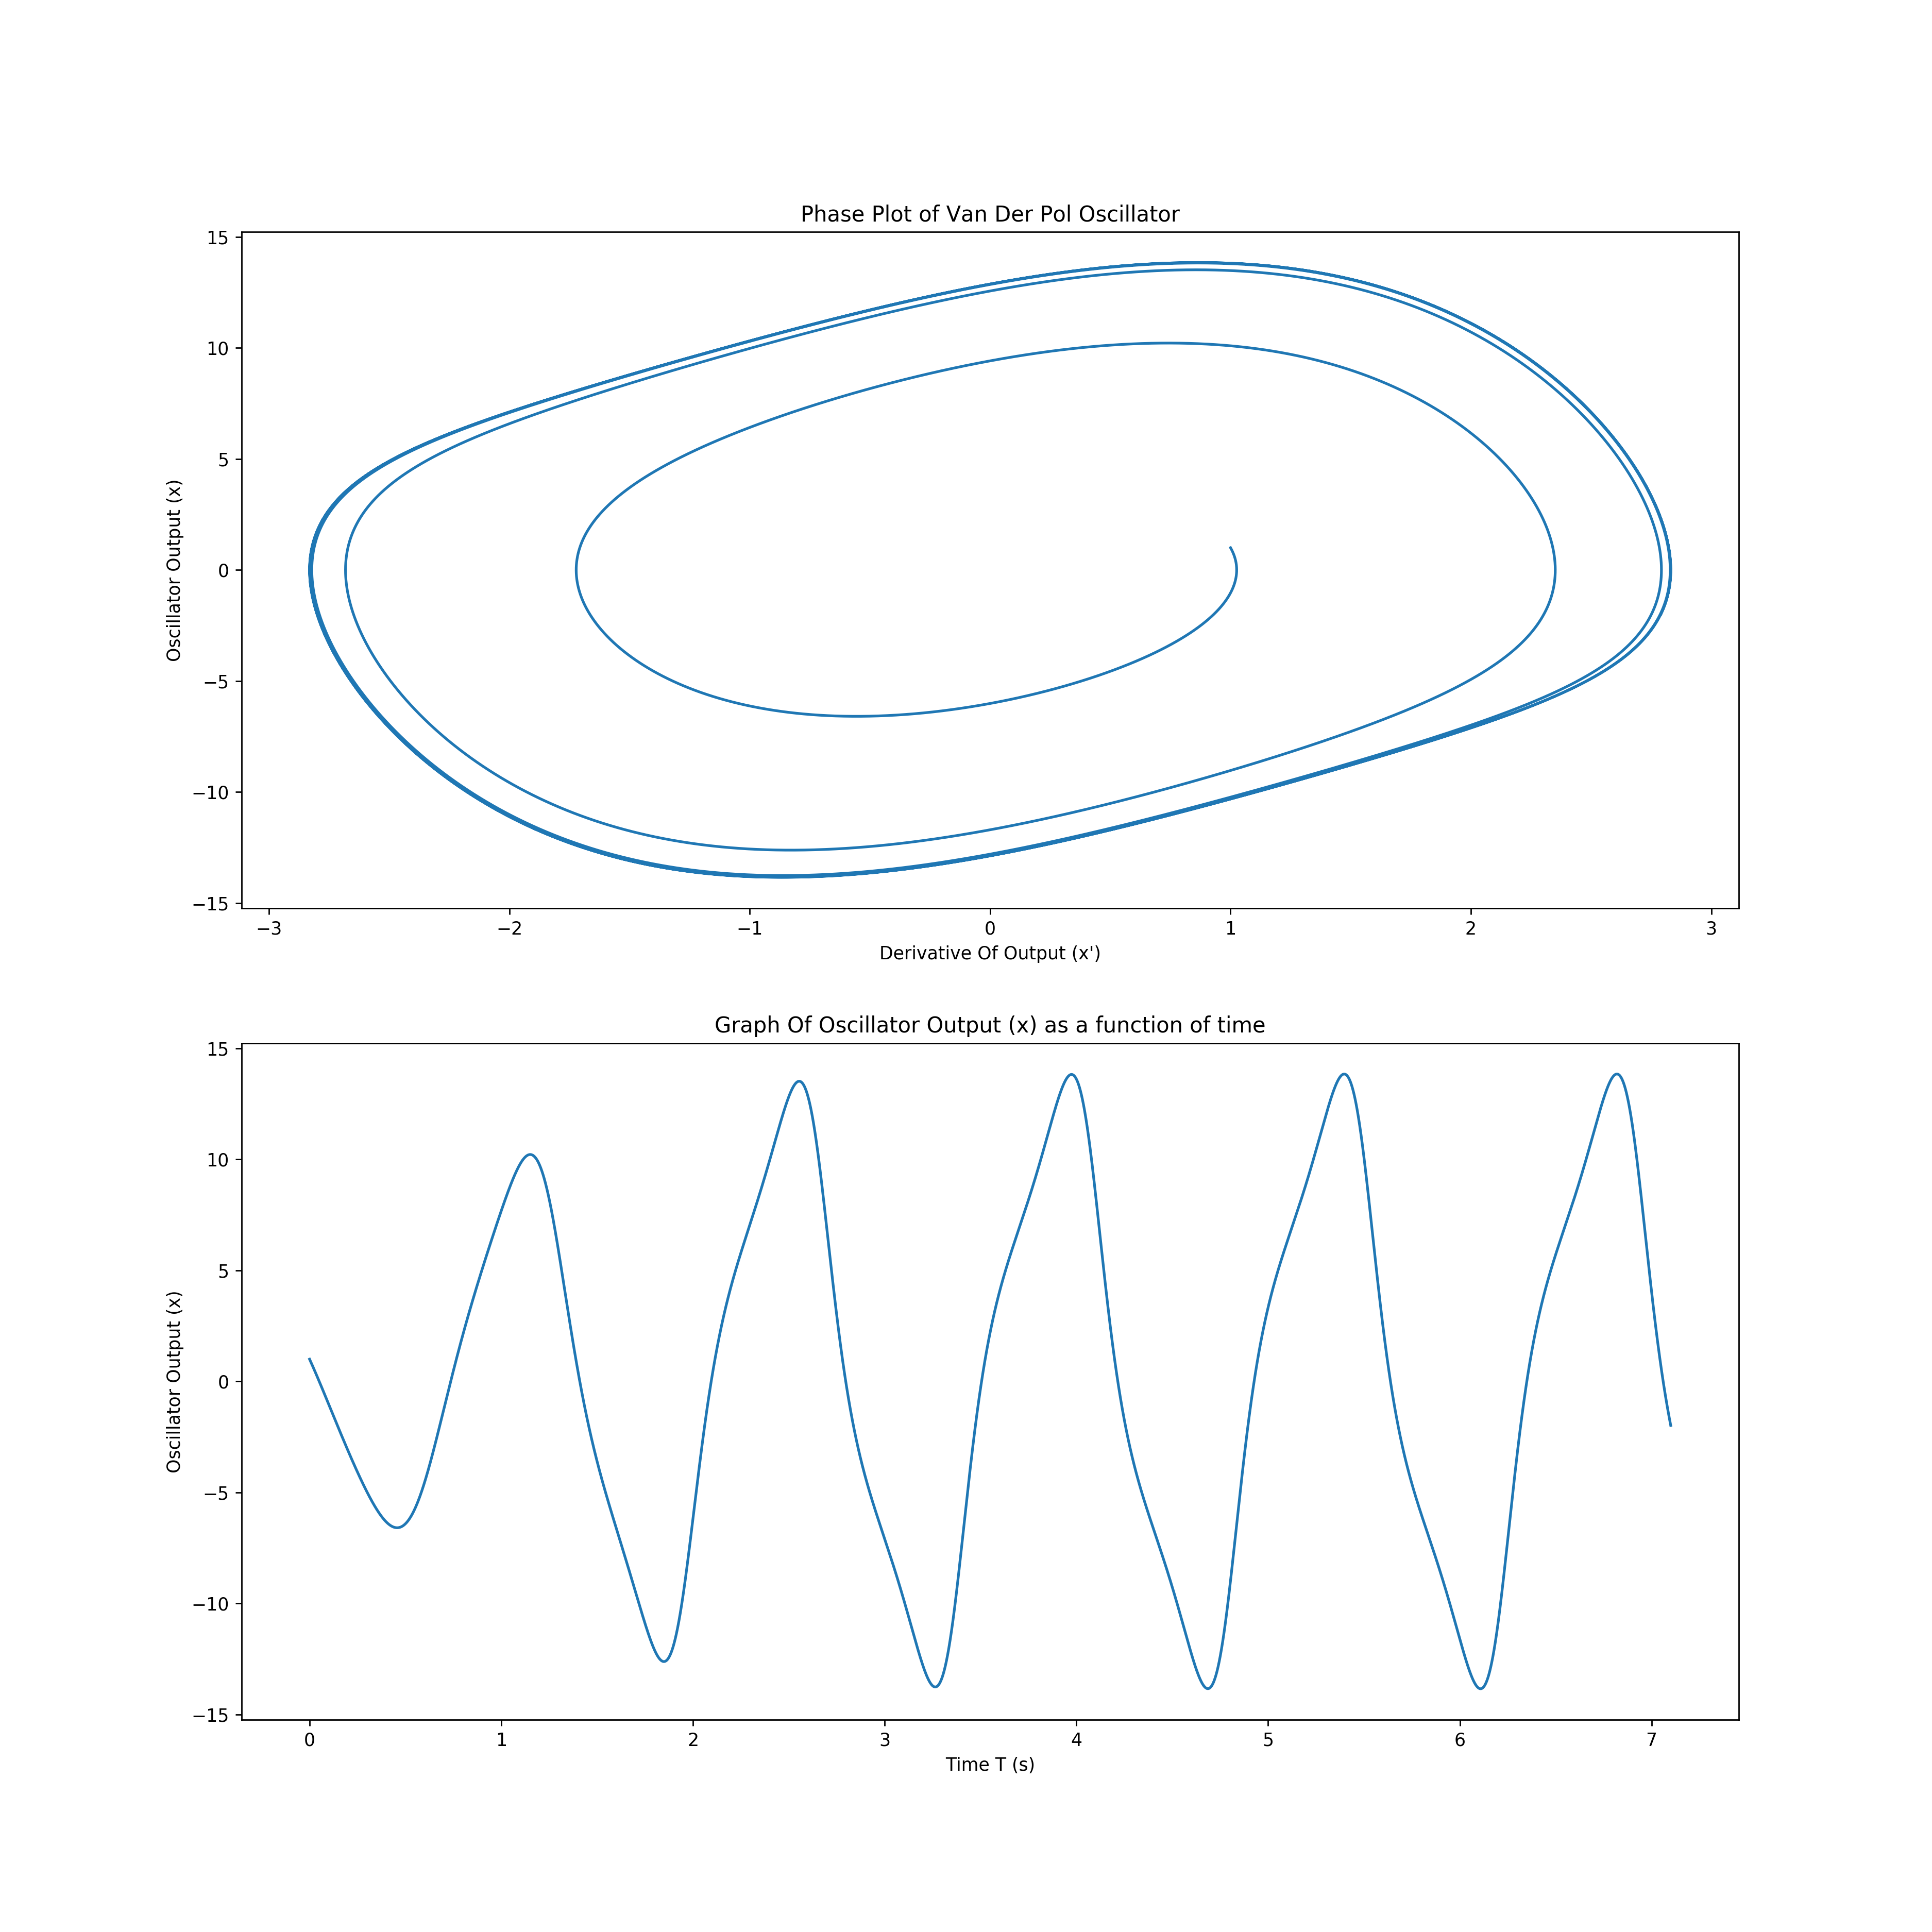 Phase Plot of Van Der Pol Oscillator
15
10
5
0
−5
−10
−15
Oscillator Output (x)
−3 −2 −1 0 1 2 3
Derivative Of Output (x')
Graph Of Oscillator Output (x) as a function of time
15
10
5
0
−5
−10
−15
Oscillator Output (x)
0 1 2 3 4 5 6 7
Time T (s)